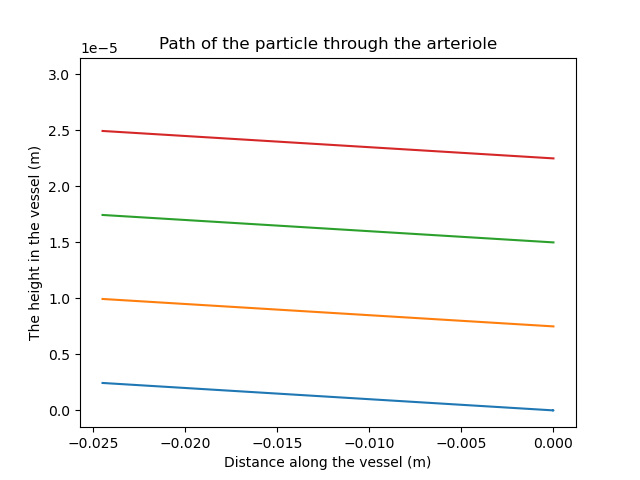 Path of the particle through the arteriole
1e−5
3.0
2.5
2.0
1.5
1.0
0.5
0.0
The height in the vessel (m)
−0.025 −0.020 −0.015 −0.010 −0.005 0.000
Distance along the vessel (m)